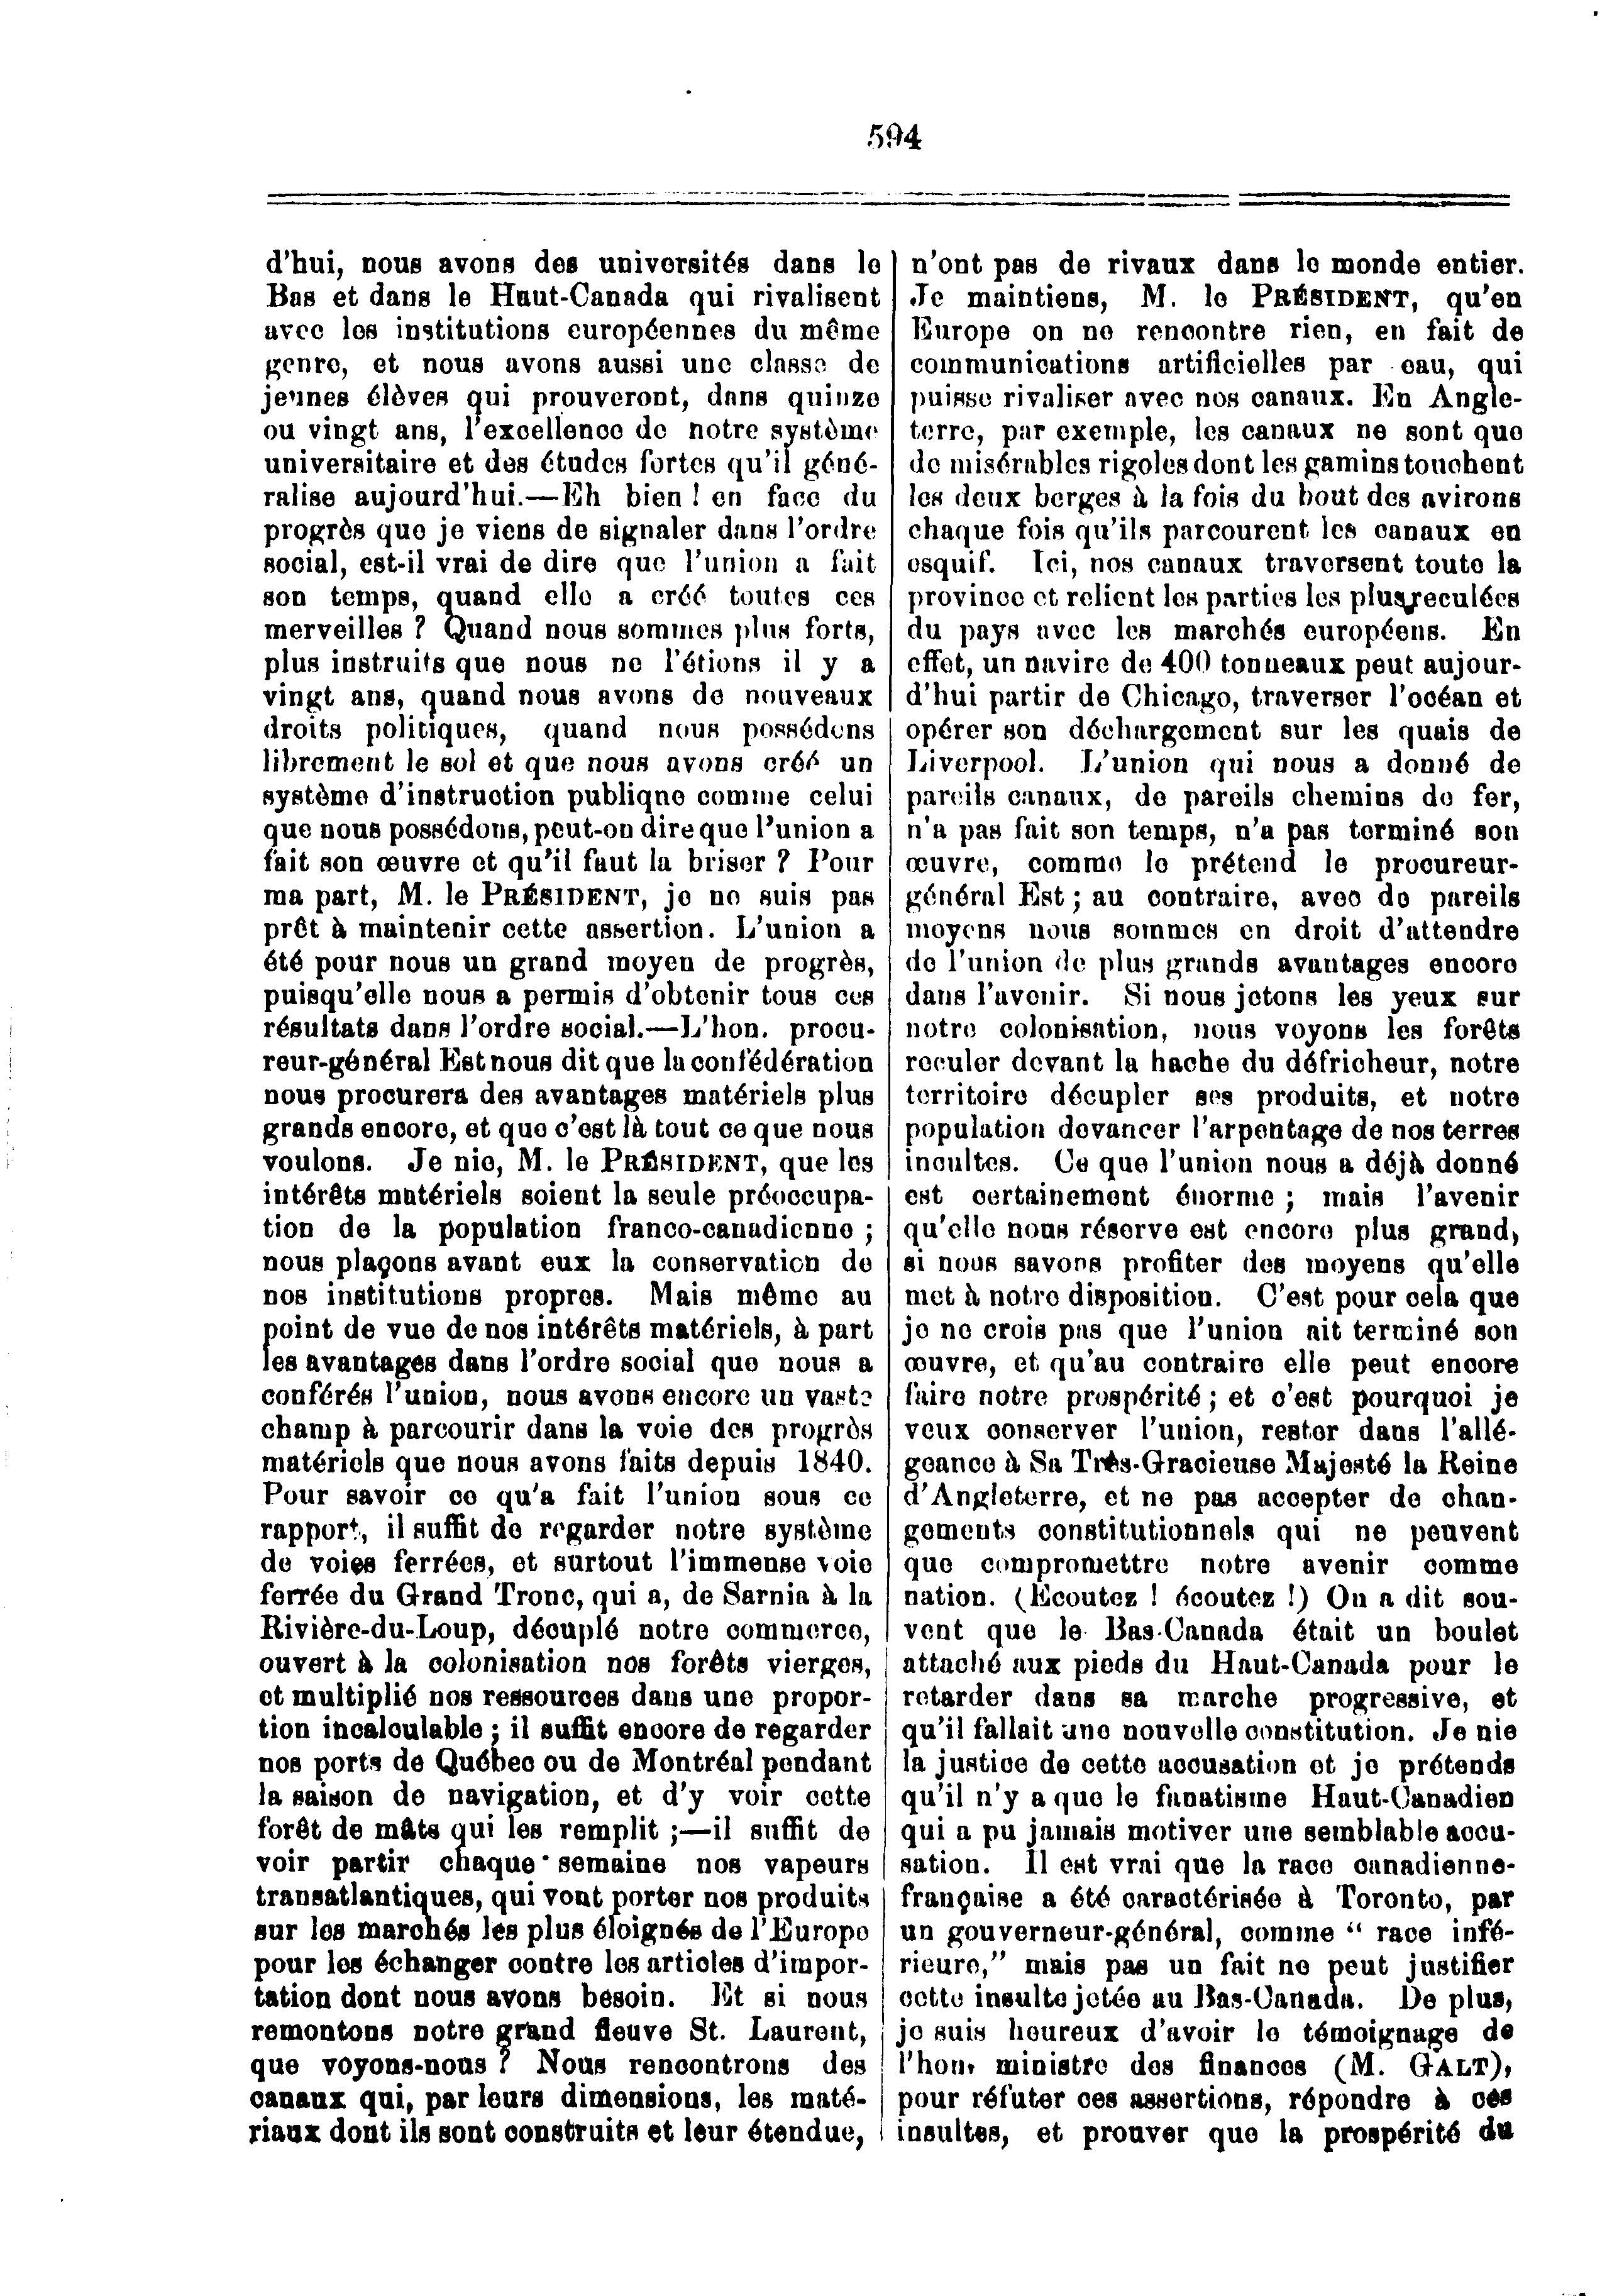 594
d'hui, nous avons des universités dans le
Bas et dans le Haut-Canada qui rivalisent
avec les institutions européennes du même
genre, et nous avons aussi une classe de
jeunes élèves qui prouveront, dans quinze
ou vingt ans, l'excellence de notre système
universitaire et des études fortes qu'il géné-
ralise aujourd'hui.—Eh bien ! en face du
progrès que je viens de signaler dans l'ordre
social, est-il vrai de dire que l'union a fait
son temps, quand elle a créé toutes ces
merveilles ? Quand nous sommes plus forts,
plus instruits que nous ne l'étions il y a
vingt ans, quand nous avons de nouveaux
droits politiques, quand nous possédons
librement le sol et que nous avons créé un
système d'instruction publique comme celui
que nous possédons, peut-on dire que l'union a
fait son œuvre et qu'il faut la briser ? Pour
ma part, M. le PRÉSIDENT, je ne suis pas
prêt à maintenir cette assertion. L'union a
été pour nous un grand moyen de progrès,
puisqu'elle nous a permis d'obtenir tous ces
résultats dans l'ordre social.—L'hon. procu-
reur-général Est nous dit que la confédération
nous procurera des avantages matériels plus
grands encore, et que c'est là tout ce que nous
voulons. Je nie, M. le PRÉSIDENT, que les
intérêts matériels soient la seule préoccupa-
tion de la population franco-canadienne ;
nous plaçons avant eux la conservation de
nos institutions propres. Mais même au
point de vue de nos intérêts matériels, à part
les avantages dans l'ordre social que nous a
conférés l'union, nous avons encore un vaste
champ à parcourir dans la voie des progrès
matériels que nous avons faits depuis 1840.
Pour savoir ce qu'a fait l'union sous ce
rapport, il suffit de regarder notre système
de voies ferrées, et surtout l'immense voie
ferrée du Grand Tronc, qui a, de Sarnia à la
Rivière-du-Loup, décuplé notre commerce,
ouvert à la colonisation nos forêts vierges,
et multiplié nos ressources dans une propor-
tion incalculable ; il suffit encore de regarder
nos ports de Québec ou de Montréal pendant
la saison de navigation, et d'y voir cette
forêt de mâts qui les remplit ;—il suffit de
voir partir chaque semaine nos vapeurs
transatlantiques, qui vont porter nos produits
sur les marchés les plus éloignés de l'Europe
pour les échanger contre les articles d'impor-
tation dont nous avons besoin. Et si nous
remontons notre grand fleuve St. Laurent,
que voyons-nous ? Nous rencontrons des
canaux qui, par leurs dimensions, les maté-
riaux dont ils sont construits et leur étendue,
n'ont pas de rivaux dans le monde entier.
Je maintiens, M. le PRÉSIDENT, qu'en
Europe on ne rencontre rien, en fait de
communications artificielles par eau, qui
puisse rivaliser avec nos canaux. En Angle-
terre, par exemple, les canaux ne sont que
de misérables rigoles dont les gamins touchent
les deux berges à la fois du bout des avirons
chaque fois qu'ils parcourent les canaux en
esquif. Ici, nos canaux traversent toute la
province et relient les parties les plus reculées
du pays avec les marchés européens. En
effet, un navire de 400 tonneaux peut aujour-
d'hui partir de Chicago, traverser l'océan et
opérer son déchargement sur les quais de
Liverpool. L'union qui nous a donné de
pareils canaux, de pareils chemins de fer,
n'a pas fait son temps, n'a pas terminé son
œuvre, comme le prétend le procureur-
général Est ; au contraire, avec de pareils
moyens nous sommes en droit d'attendre
de l'union de plus grands avantages encore
dans l'avenir. Si nous jetons les yeux sur
notre colonisation, nous voyons les forêts
reculer devant la hache du défricheur, notre
territoire décupler ses produits, et notre
population devancer l'arpentage de nos terres
incultes. Ce que l'union nous a déjà donné
est certainement énorme ; mais l'avenir
qu'elle nous réserve est encore plus grand,
si nous savons profiter des moyens qu'elle
met à notre disposition. C'est pour cela que
je ne crois pas que l'union ait terminé son
œuvre, et qu'au contraire elle peut encore
faire notre prospérité ; et c'est pourquoi je
veux conserver l'union, rester dans l'allé-
geance à Sa Très-Gracieuse Majesté la Reine
d'Angleterre, et ne pas accepter de chan-
gements constitutionnels qui ne peuvent
que compromettre notre avenir comme
nation. (Ecoutez ! écoutez !) On a dit sou-
vent que le Bas-Canada était un boulet
attaché aux pieds du Haut-Canada pour le
retarder dans sa marche progressive, et
qu'il fallait une nouvelle constitution. Je nie
la justice de cette accusation et je prétends
qu'il n'y a que le fanatisme Haut-Canadien
qui a pu jamais motiver une semblable accu-
sation. Il est vrai que la race canadienne-
française a été caractérisée à Toronto, par
un gouverneur-général, comme “ race infé-
rieure,” mais pas un fait ne peut justifier
cette insulte jetée au Bas-Canada. De plus,
je suis heureux d'avoir le témoignage de
l'hon. ministre des finances (M. GALT),
pour réfuter ces assertions, répondre à ces
insultes, et prouver que la prospérité du